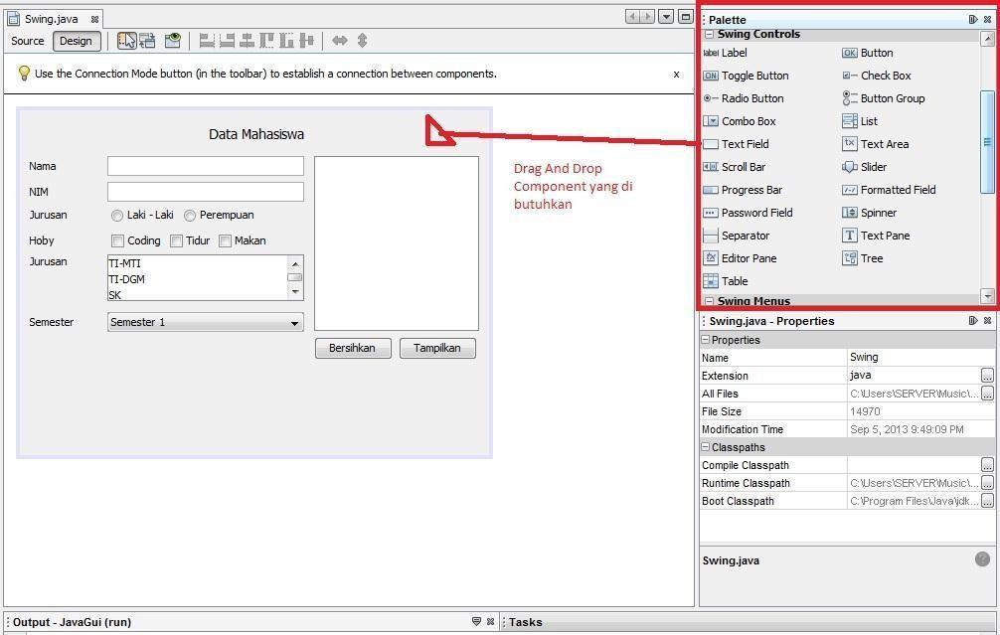 Swing.java
Source Design
Use the Connection Mode button (in the toolbar) to establish a connection between components. x
Data Mahasiswa
Nama
NIM
Jurusan Laki - Laki Perempuan
Hoby Coding Tidur Makan
Jurusan TI-MTI
TI-DGM
SK
Semester Semester 1
Bersihkan Tampilkan
Drag And Drop
Component yang di
butuhkan
Palette
Swing Controls
label Label OK Button
ON Toggle Button Check Box
Radio Button Button Group
Combo Box List
Text Field Text Area
Scroll Bar Slider
Progress Bar Formatted Field
Password Field Spinner
Separator T Text Pane
Editor Pane Tree
Table
Swing Menus
Swing.java - Properties
Properties
Name Swing
Extension java ...
All Files C:\Users\SERVER\Music\... ...
File Size 14970
Modification Time Sep 5, 2013 9:49:09 PM
Classpaths
Compile Classpath ...
Runtime Classpath C:\Users\SERVER\Music\... ...
Boot Classpath C:\Program Files\Java\jdk... ...
Swing.java ?
Output - JavaGui (run)
Tasks